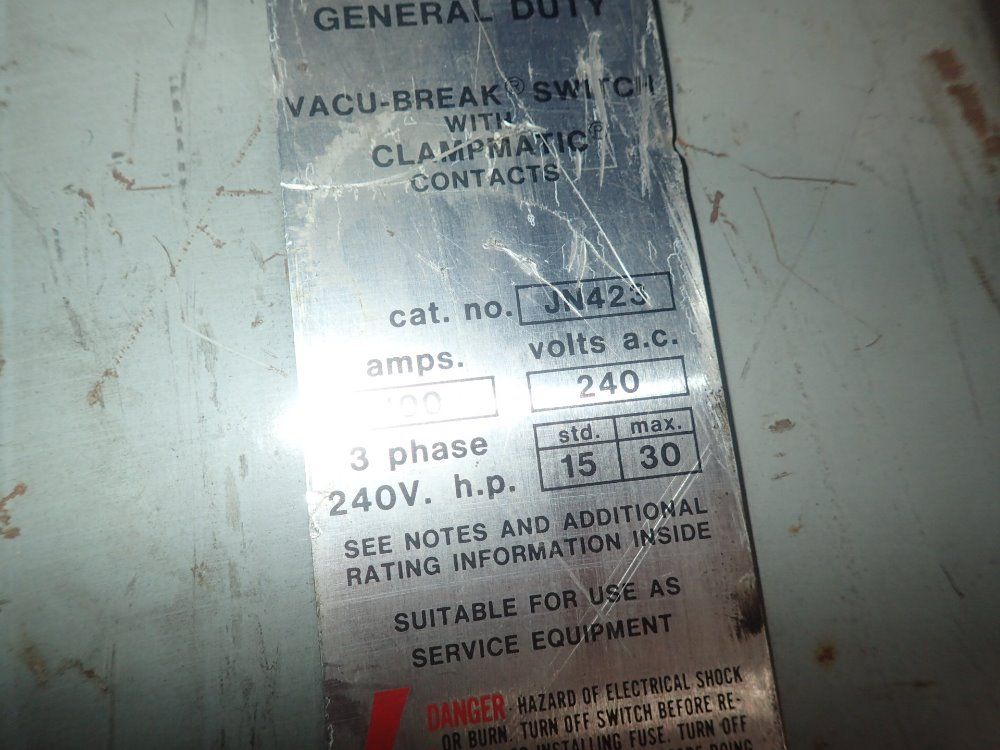 GENERAL DUTY
VACU-BREAK® SWITCH
WITH
CLAMPMATIC®
CONTACTS
cat. no. JN423
amps. volts a.c.
100 240
3 phase std. max.
240V. h.p. 15 30
SEE NOTES AND ADDITIONAL
RATING INFORMATION INSIDE
SUITABLE FOR USE AS
SERVICE EQUIPMENT
DANGER - HAZARD OF ELECTRICAL SHOCK
OR BURN. TURN OFF SWITCH BEFORE RE-
INSTALLING FUSE. TURN OFF